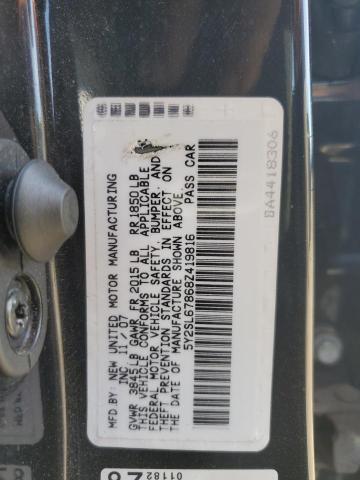 MFD BY NEW UNITED MOTOR MANUFACTURING
INC 11/07
GVWR 3845LB GAWR FR 2015 LB RR 1850 LB
THIS VEHICLE CONFORMS TO ALL APPLICABLE
FEDERAL MOTOR VEHICLE SAFETY, BUMPER, AND
THEFT PREVENTION STANDARDS IN EFFECT ON
THE DATE OF MANUFACTURE SHOWN ABOVE.
5Y2SL67868Z419816 PASS CAR
BA4418306
01182